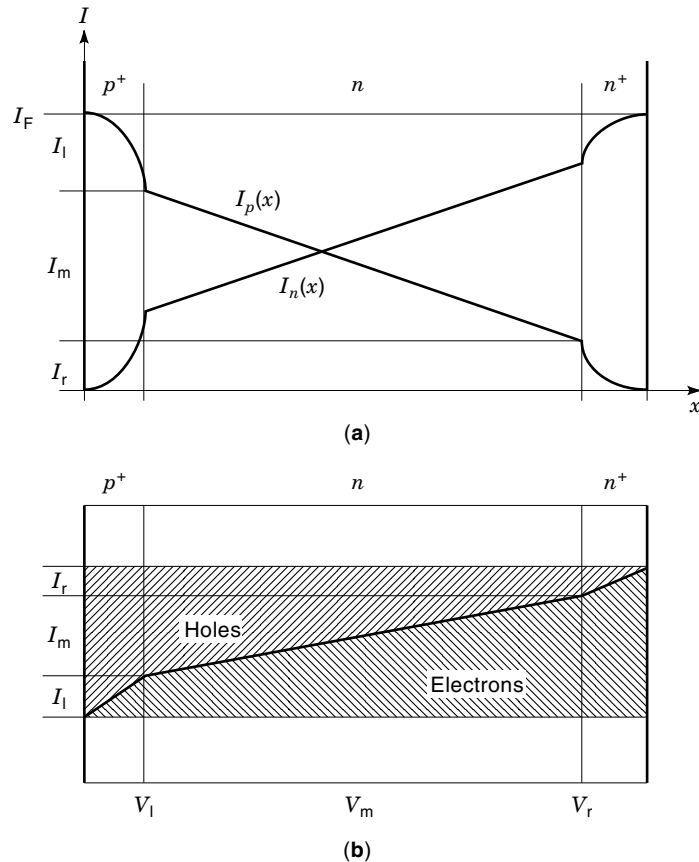 I
p+ n n+
I_F
I_l
I_p(x)
I_m
I_n(x)
I_r
x
(a)
p+ n n+
I_r
Holes
I_m
Electrons
I_l
V_l V_m V_r
(b)